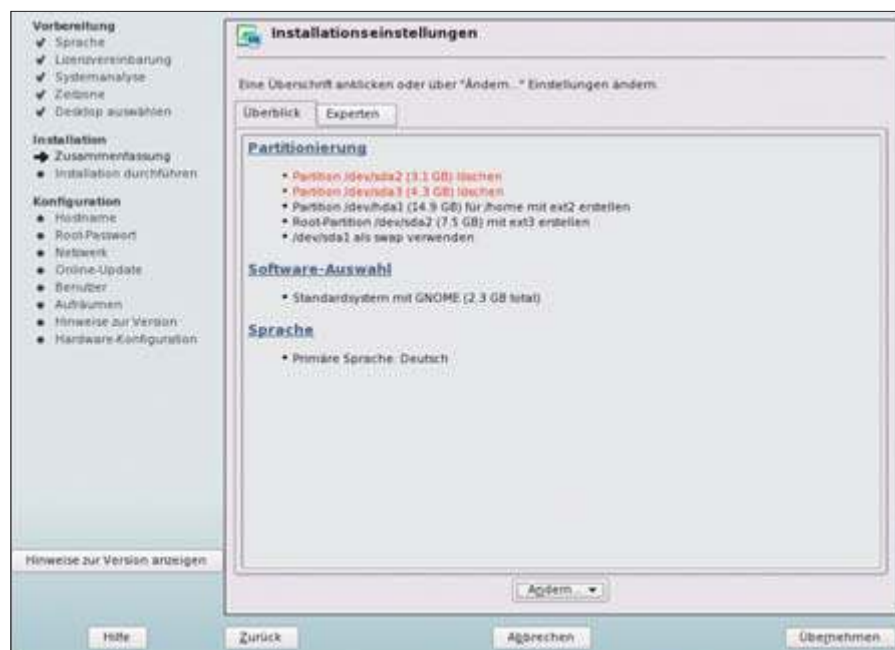 Vorbereitung
Sprache
Lizenzvereinbarung
Systemanalyse
Zeitzone
Desktop auswählen
Installation
Zusammenfassung
Installation durchführen
Konfiguration
Hostname
Root-Passwort
Netzwerk
Online-Update
Benutzer
Aufräumen
Hinweise zur Version
Hardware-Konfiguration
Hinweise zur Version anzeigen
Installationseinstellungen
Eine Überschrift anklicken oder über "Ändern..." Einstellungen ändern.
Überblick
Experten
Partitionierung
• Partition /dev/sda2 (3.1 GB) löschen
• Partition /dev/sda3 (4.3 GB) löschen
• Partition /dev/hda1 (14.9 GB) für /home mit ext2 erstellen
• Root-Partition /dev/sda2 (7.5 GB) mit ext3 erstellen
• /dev/sda1 als swap verwenden
Software-Auswahl
• Standardsystem mit GNOME (2.3 GB total)
Sprache
• Primäre Sprache: Deutsch
Ändern...
Hilfe
Zurück
Abbrechen
Übernehmen